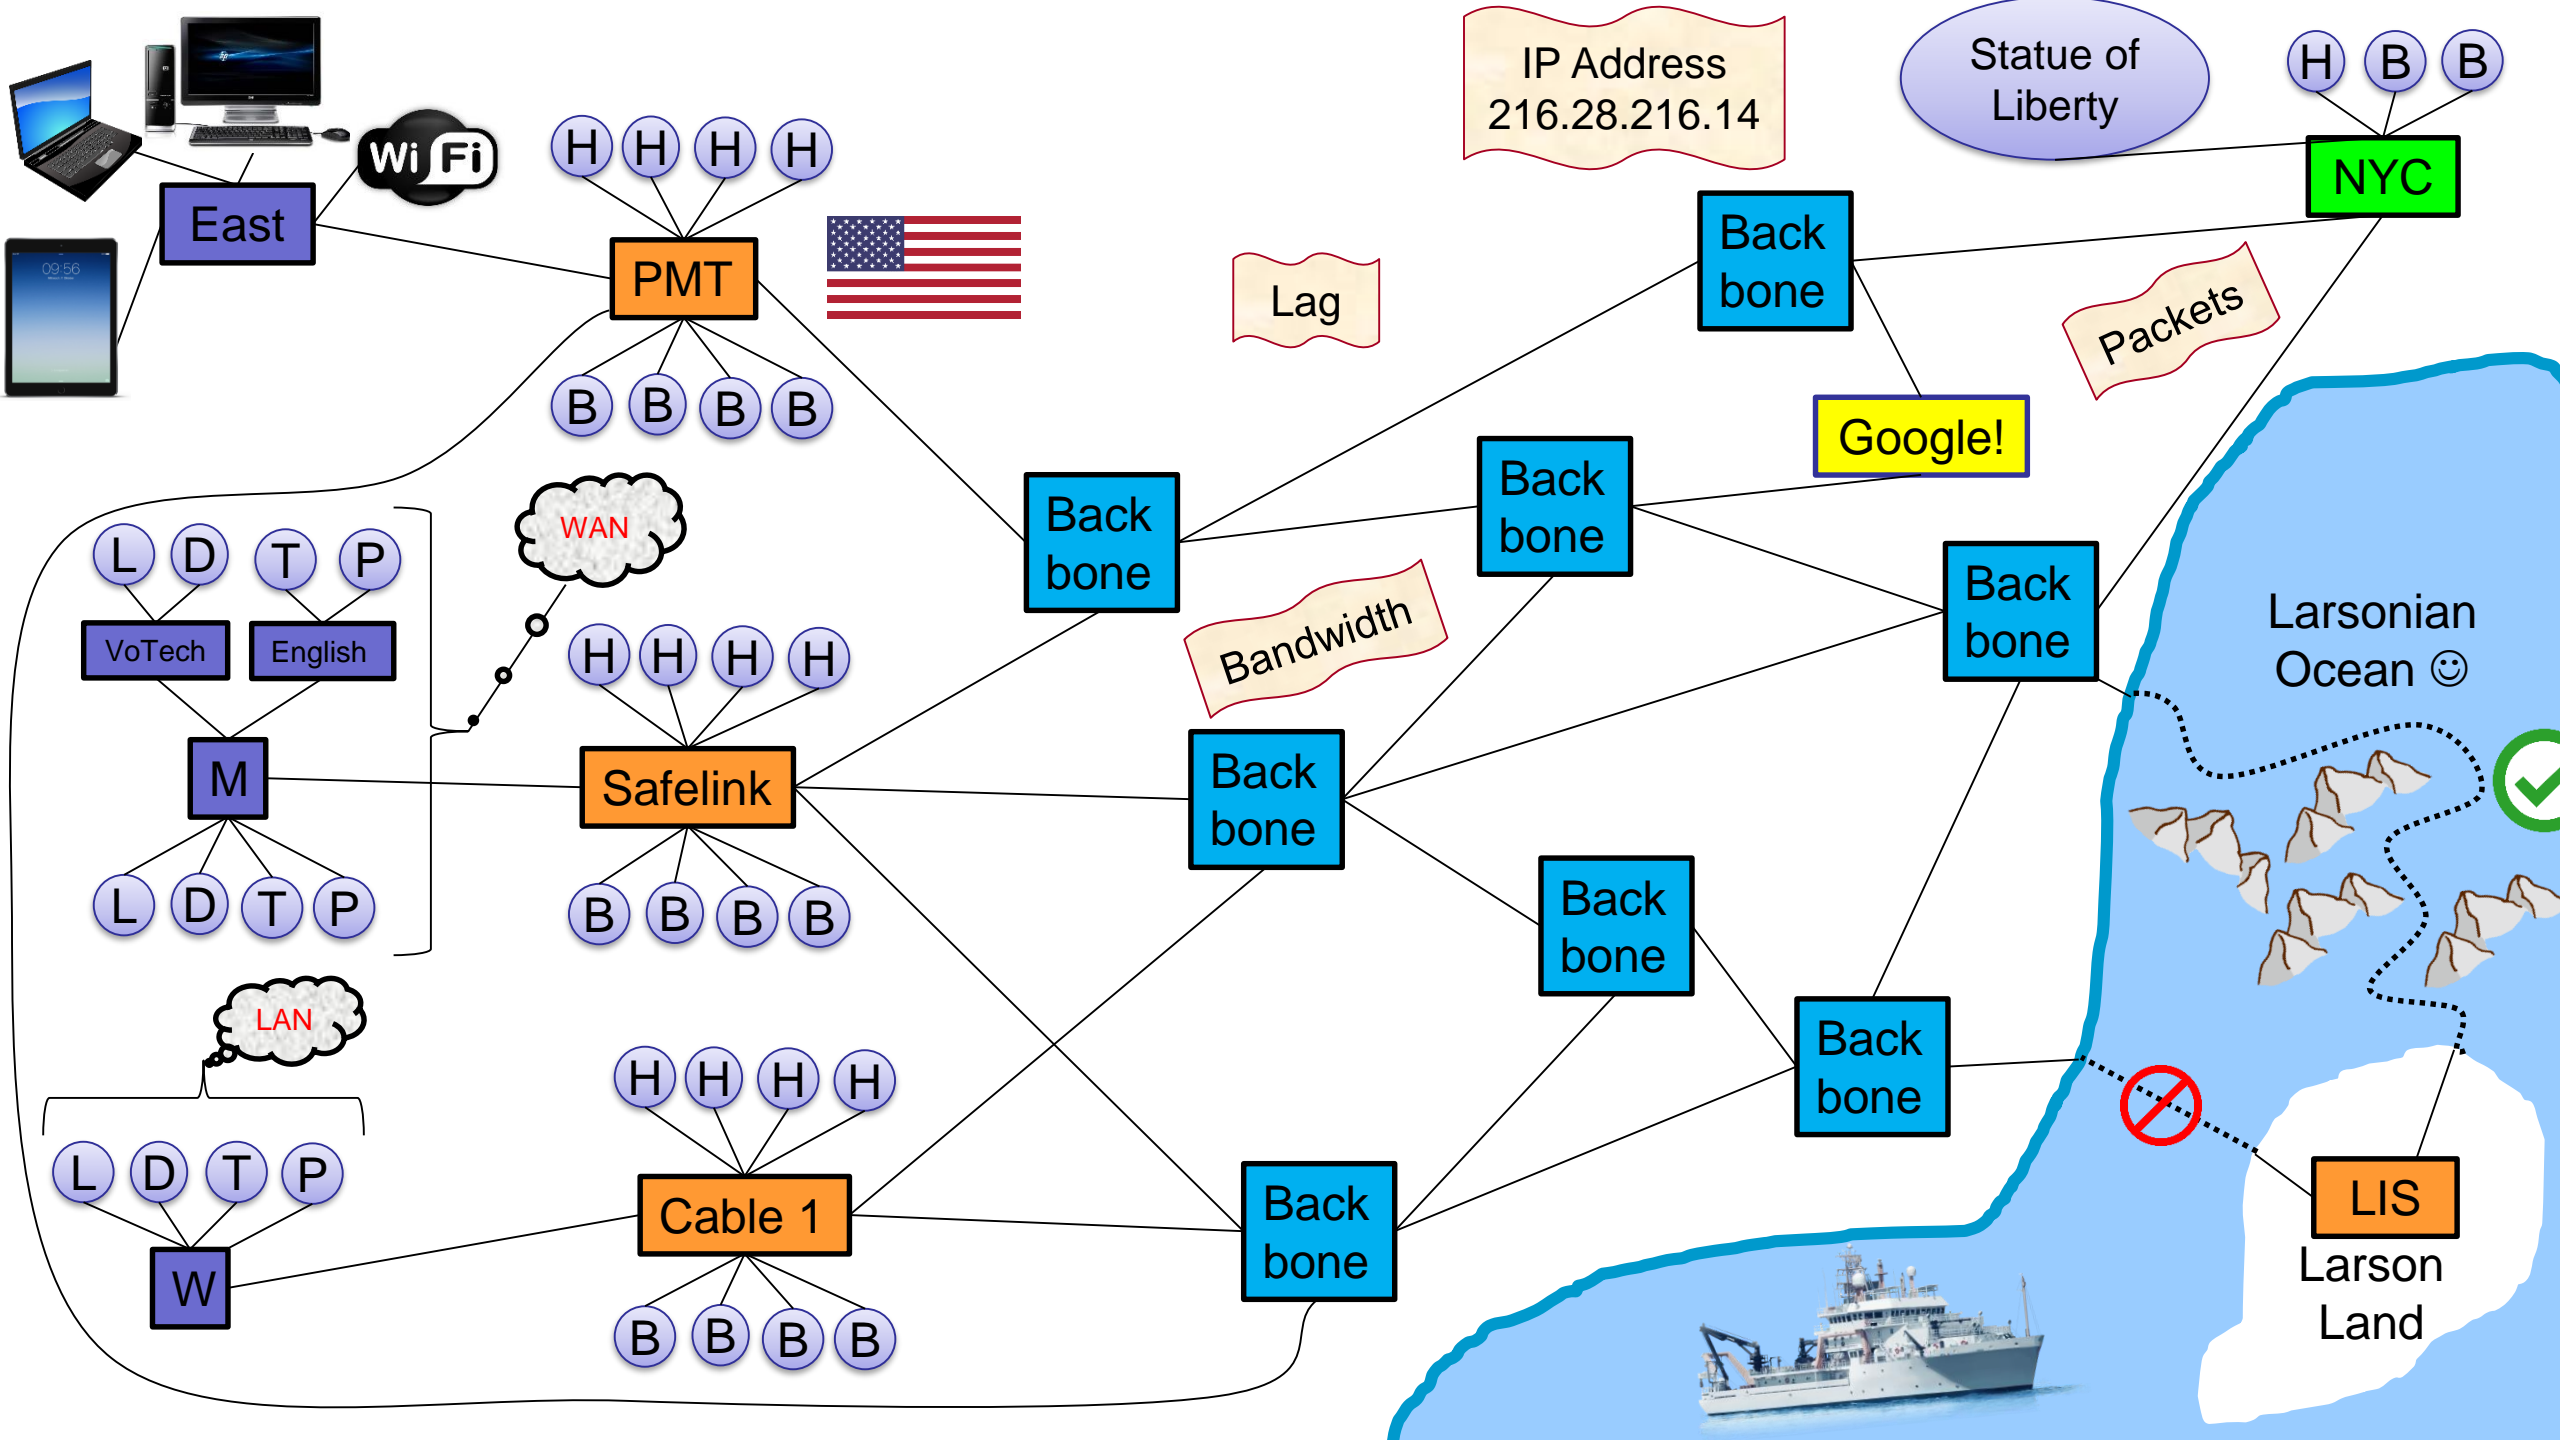 IP Address
216.28.216.14
Statue of
Liberty
H B B
NYC
Wi Fi
H H H H
East
PMT
09:56
B B B B
Lag
Back
bone
Packets
Google!
WAN
L D T P
VoTech
English
Back
bone
Back
bone
Back
bone
Bandwidth
Larsonian
Ocean ☺
H H H H
M
Safelink
Back
bone
L D T P
B B B B
Back
bone
LAN
H H H H
Back
bone
L D T P
W
Cable 1
Back
bone
B B B B
LIS
Larson
Land